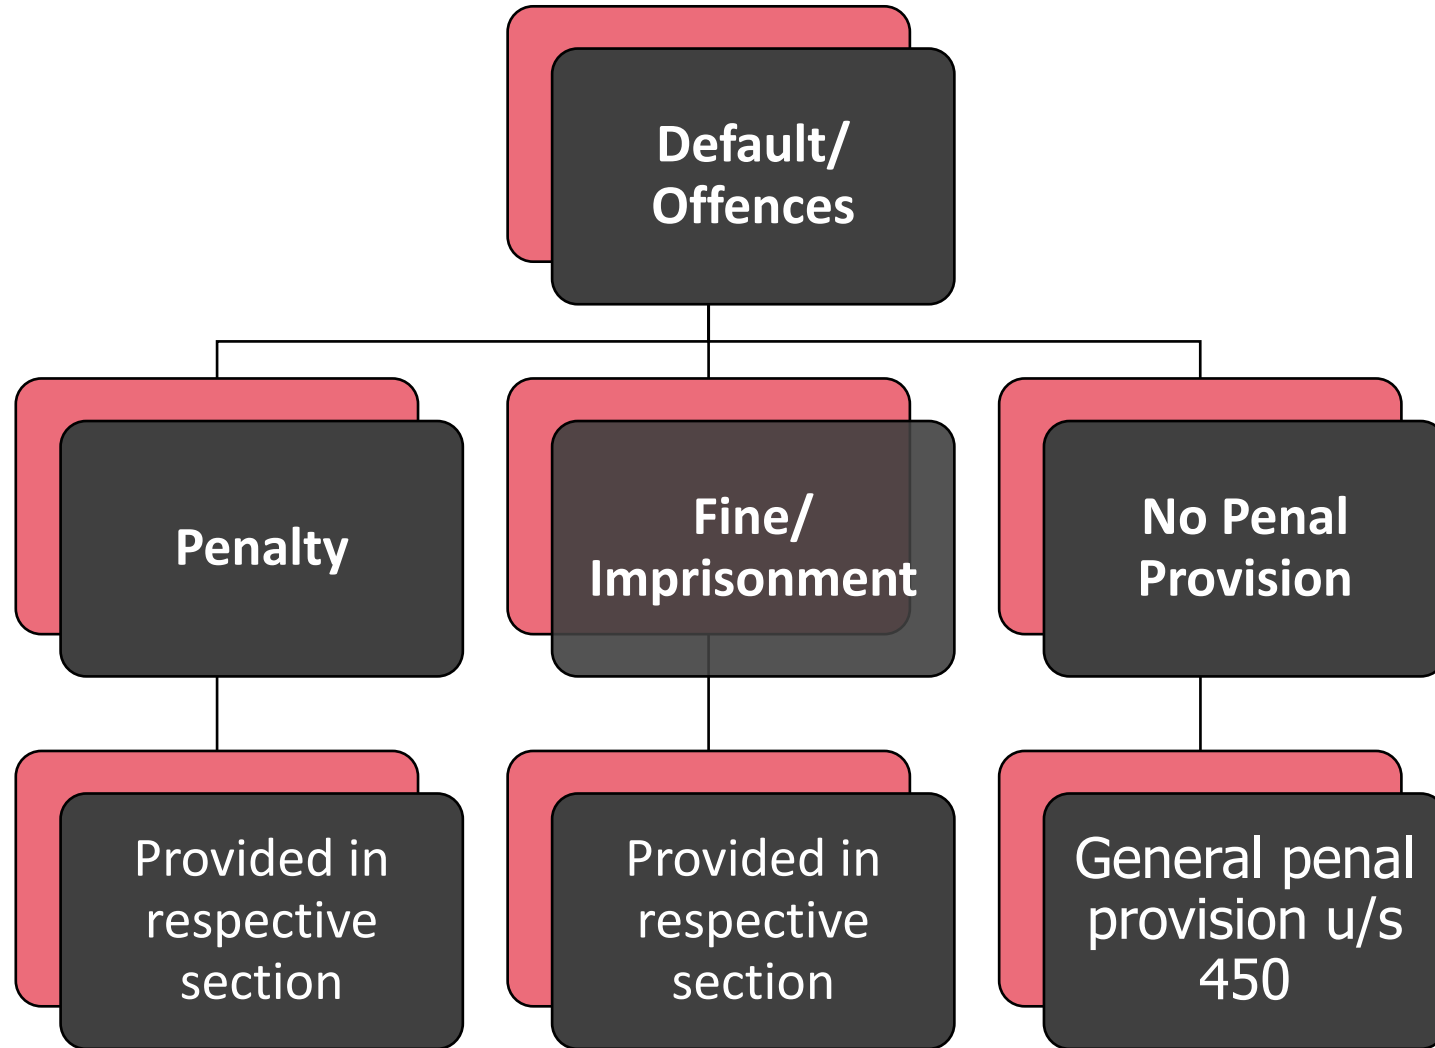 Default/
Offences
Penalty
Fine/
Imprisonment
No Penal
Provision
Provided in
respective
section
Provided in
respective
section
General penal
provision u/s
450